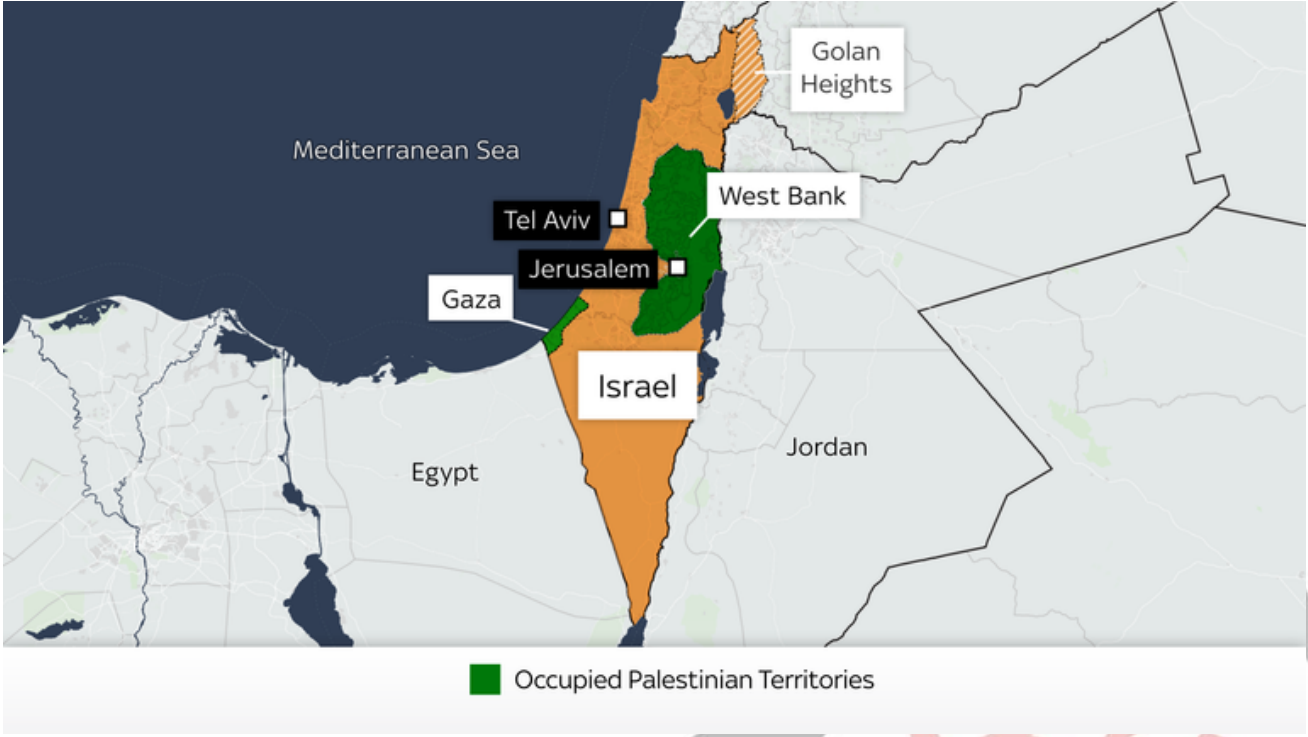 Golan
Heights
Mediterranean Sea
West Bank
Tel Aviv
Jerusalem
Gaza
Israel
Jordan
Egypt
Occupied Palestinian Territories